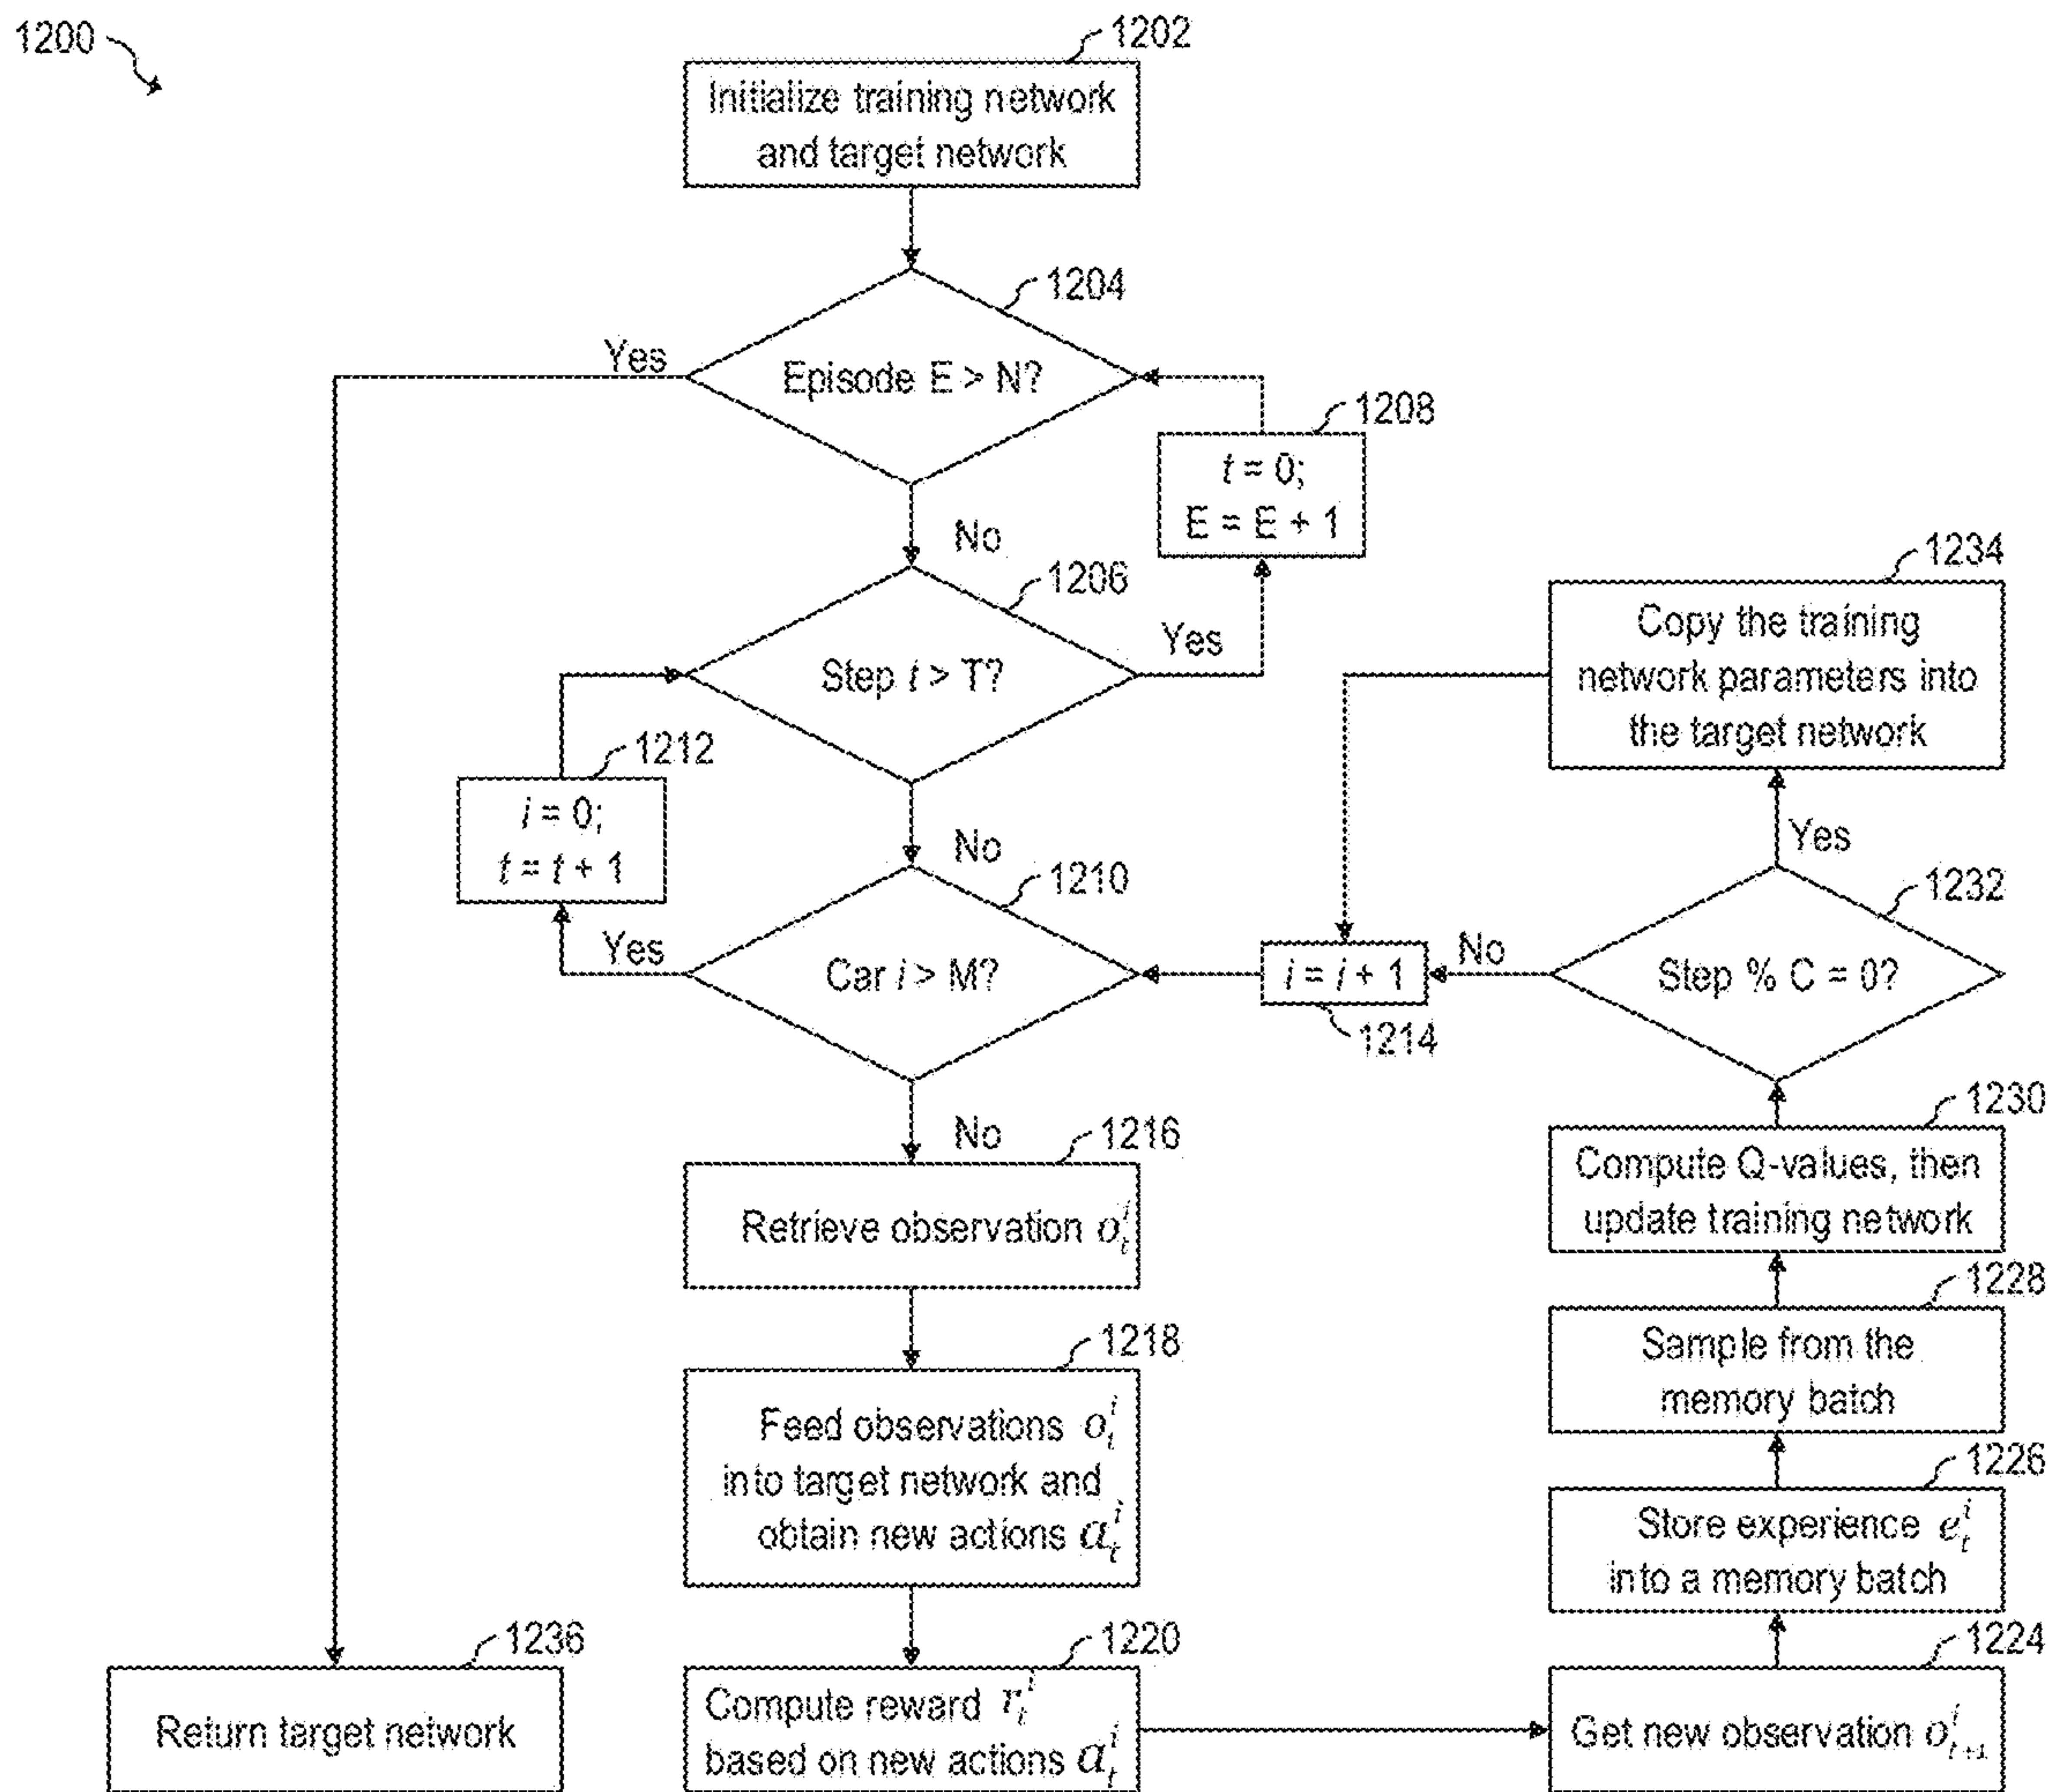 1200
1202
Initialize training network
and target network
1204
Yes
Episode E > N?
1208
t = 0;
E = E + 1
No
1206
Step t > T?
Yes
1234
Copy the training
network parameters into
the target network
1212
i = 0;
t = t + 1
No
1210
Yes
Car i > M?
i = i + 1
1214
No
Yes
1232
Step % C = 0?
No
1216
Retrieve observation o_t^i
1230
Compute Q-values, then
update training network
1228
Sample from the
memory batch
1218
Feed observations o_t^i
into target network and
obtain new actions a_t^i
1226
Store experience e_t^i
into a memory batch
1236
Return target network
1220
Compute reward r_t^i
based on new actions a_t^i
1224
Get new observation o_{t+1}^i